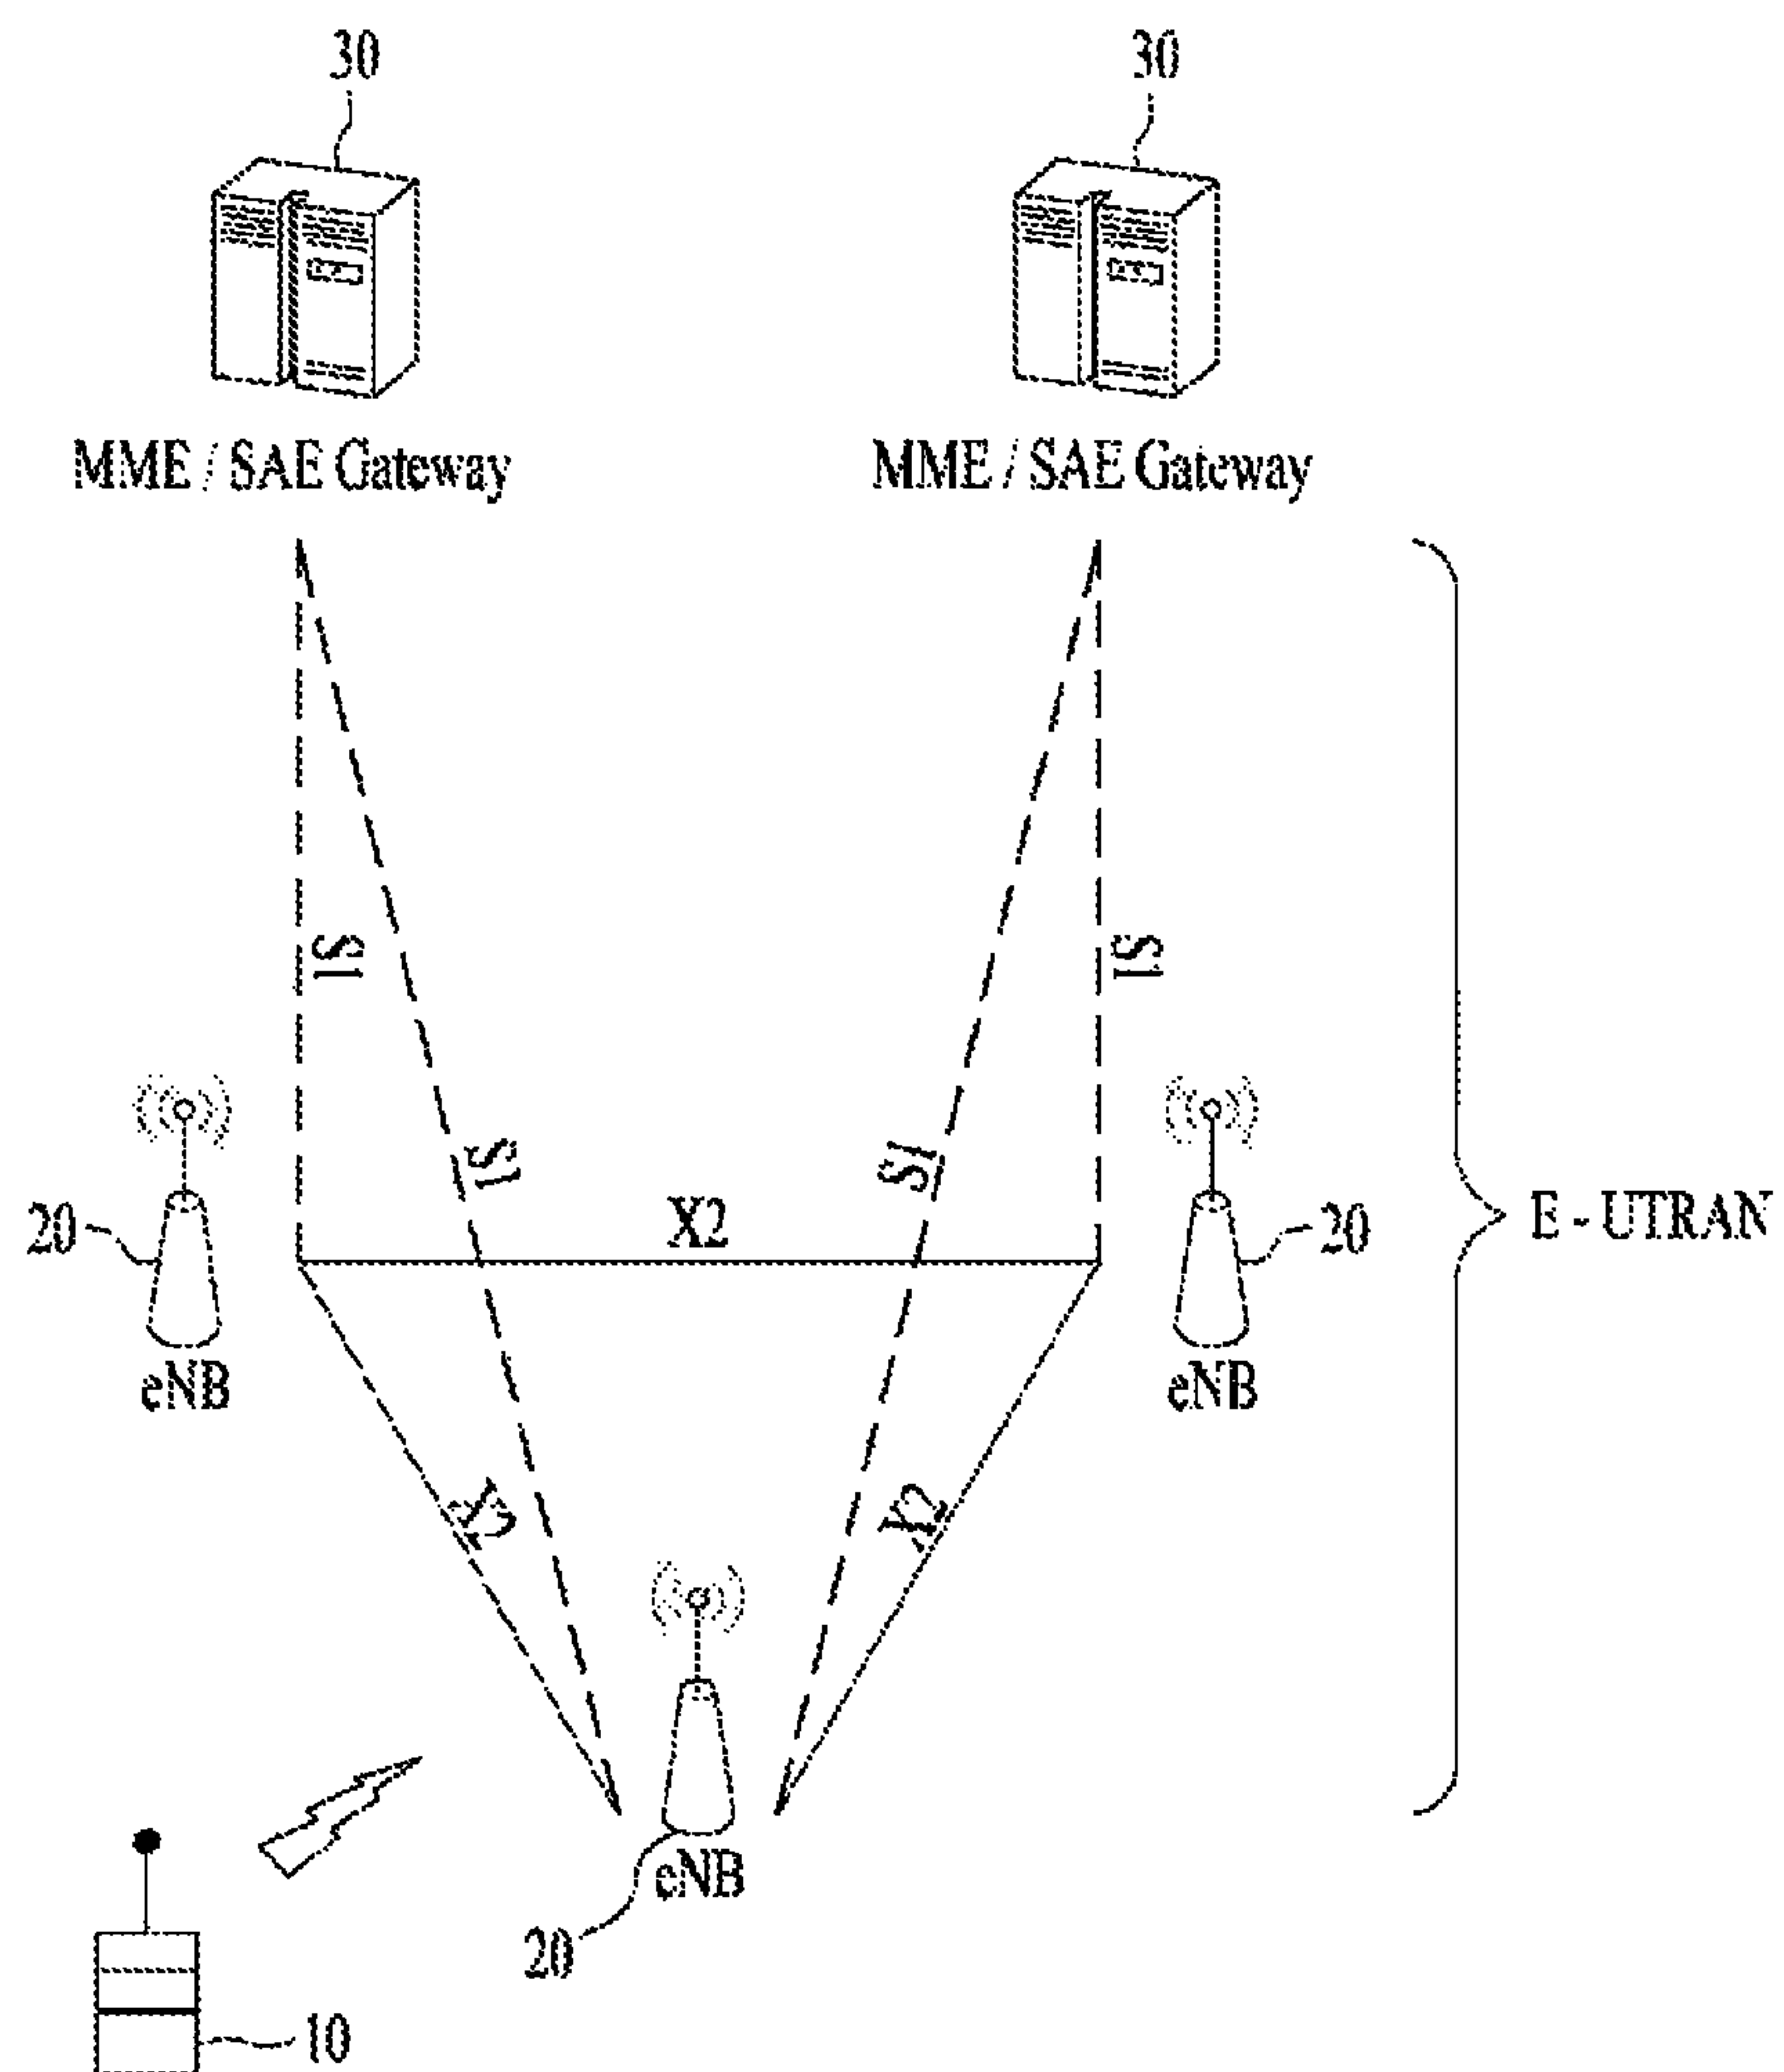 30 30
MME / SAE Gateway MME / SAE Gateway
S1 S1
S1 S1
X2
20 20 E - UTRAN
eNB eNB
X2 X2
eNB
20
10